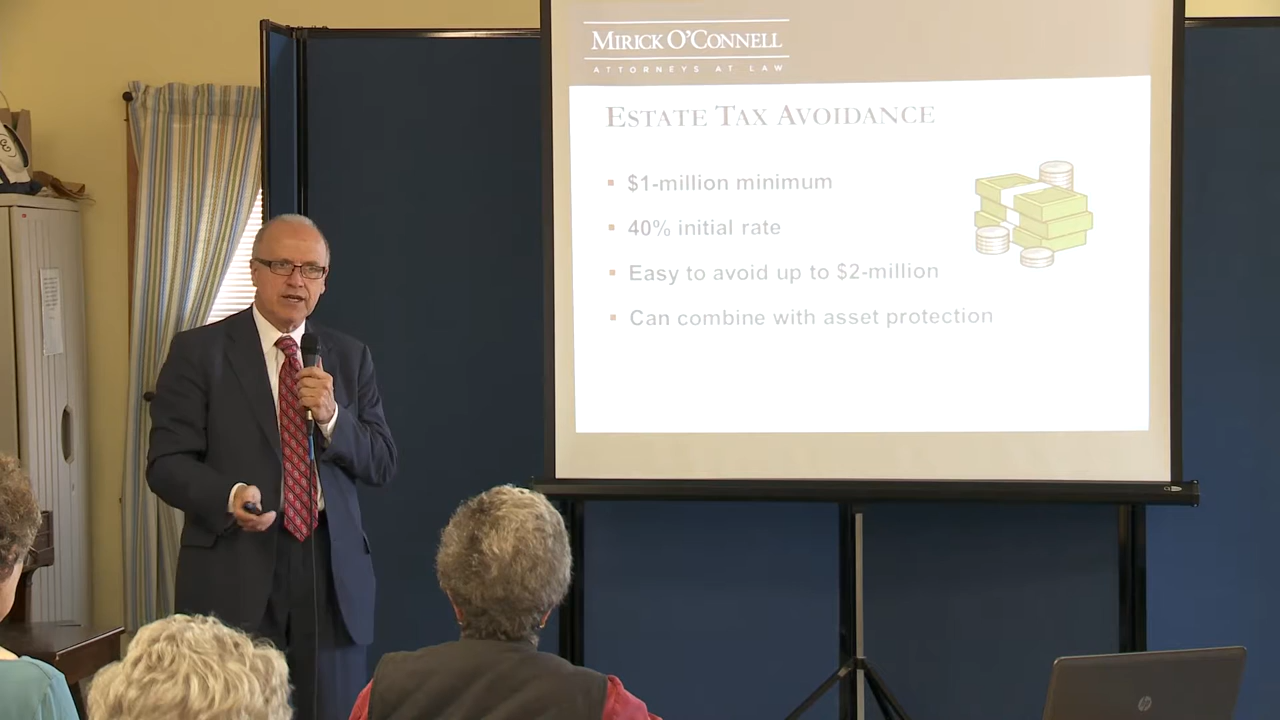 MIRICK O'CONNELL
ATTORNEYS AT LAW
ESTATE TAX AVOIDANCE
▪ $1-million minimum
▪ 40% initial rate
▪ Easy to avoid up to $2-million
▪ Can combine with asset protection
hp